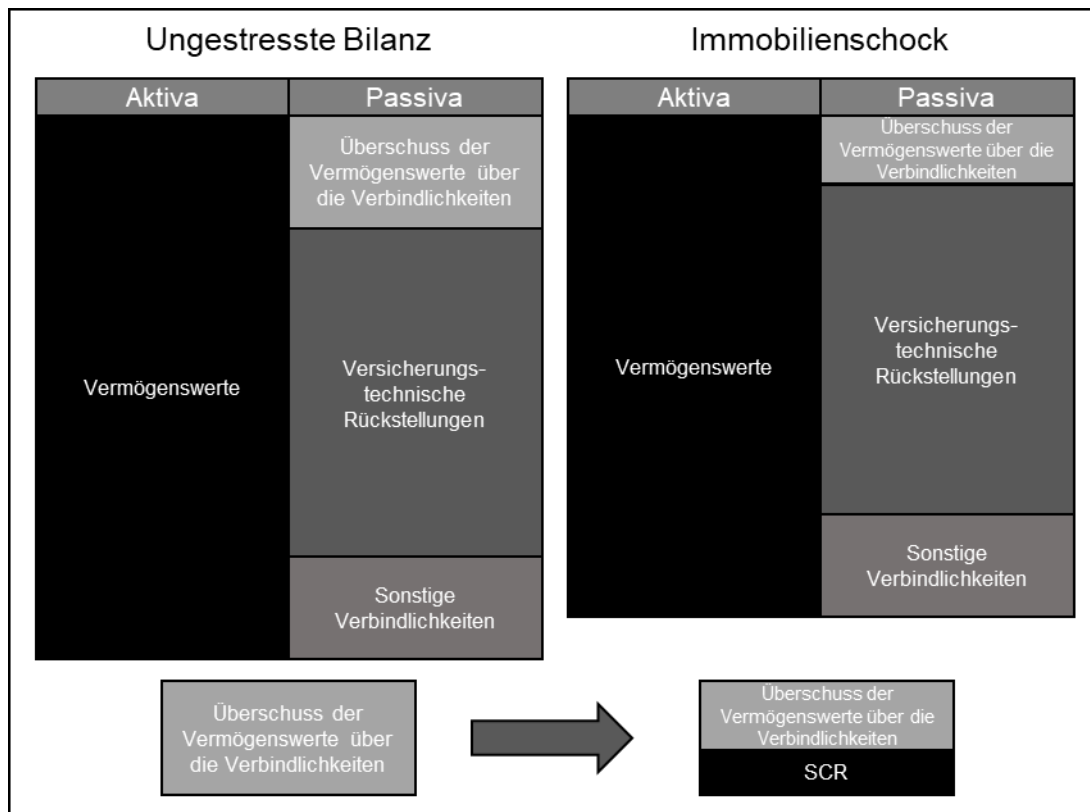 Ungestresste Bilanz
Aktiva
Passiva
Vermögenswerte
Überschuss der
Vermögenswerte über
die Verbindlichkeiten
Versicherungs-
technische
Rückstellungen
Sonstige
Verbindlichkeiten
Immobilienschock
Aktiva
Passiva
Vermögenswerte
Überschuss der
Vermögenswerte über die
Verbindlichkeiten
Versicherungs-
technische
Rückstellungen
Sonstige
Verbindlichkeiten
Überschuss der
Vermögenswerte über
die Verbindlichkeiten
Überschuss der
Vermögenswerte über die
Verbindlichkeiten
SCR